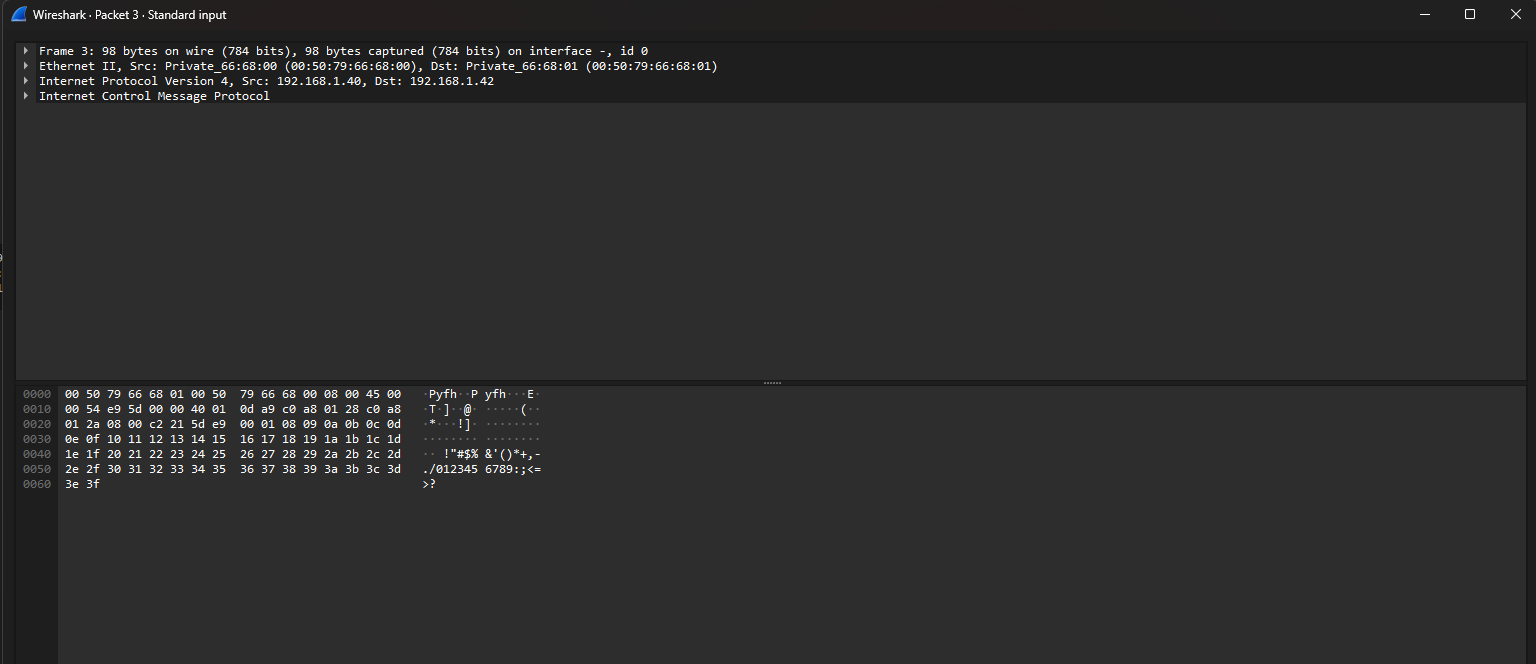 Wireshark · Packet 3 · Standard input
Frame 3: 98 bytes on wire (784 bits), 98 bytes captured (784 bits) on interface -, id 0
Ethernet II, Src: Private_66:68:00 (00:50:79:66:68:00), Dst: Private_66:68:01 (00:50:79:66:68:01)
Internet Protocol Version 4, Src: 192.168.1.40, Dst: 192.168.1.42
Internet Control Message Protocol
0000 00 50 79 66 68 01 00 50 79 66 68 00 08 00 45 00 ·Pyfh··P yfh···E·
0010 00 54 e9 5d 00 00 40 01 0d a9 c0 a8 01 28 c0 a8 ·T·]··@· ·····(··
0020 01 2a 08 00 c2 21 5d e9 00 01 08 09 0a 0b 0c 0d ·*···!]· ········
0030 0e 0f 10 11 12 13 14 15 16 17 18 19 1a 1b 1c 1d ········ ········
0040 1e 1f 20 21 22 23 24 25 26 27 28 29 2a 2b 2c 2d ·· !"#$% &'()*+,-
0050 2e 2f 30 31 32 33 34 35 36 37 38 39 3a 3b 3c 3d ./012345 6789:;<=
0060 3e 3f >?